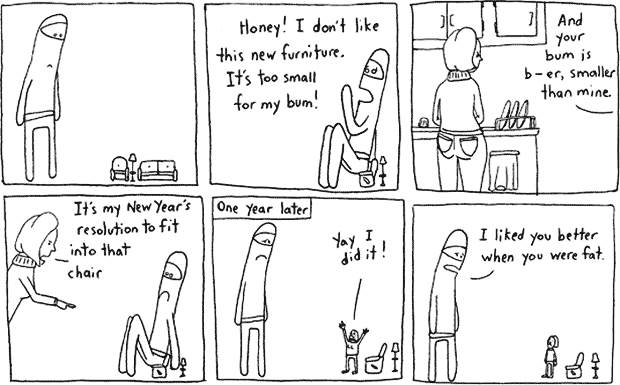 Honey! I don't like
this new furniture.
It's too small
for my bum!
And
your
bum is
b-er, smaller
than mine.
It's my New Year's
resolution to fit
into that
chair
One year later
Yay I
did it!
I liked you better
when you were fat.